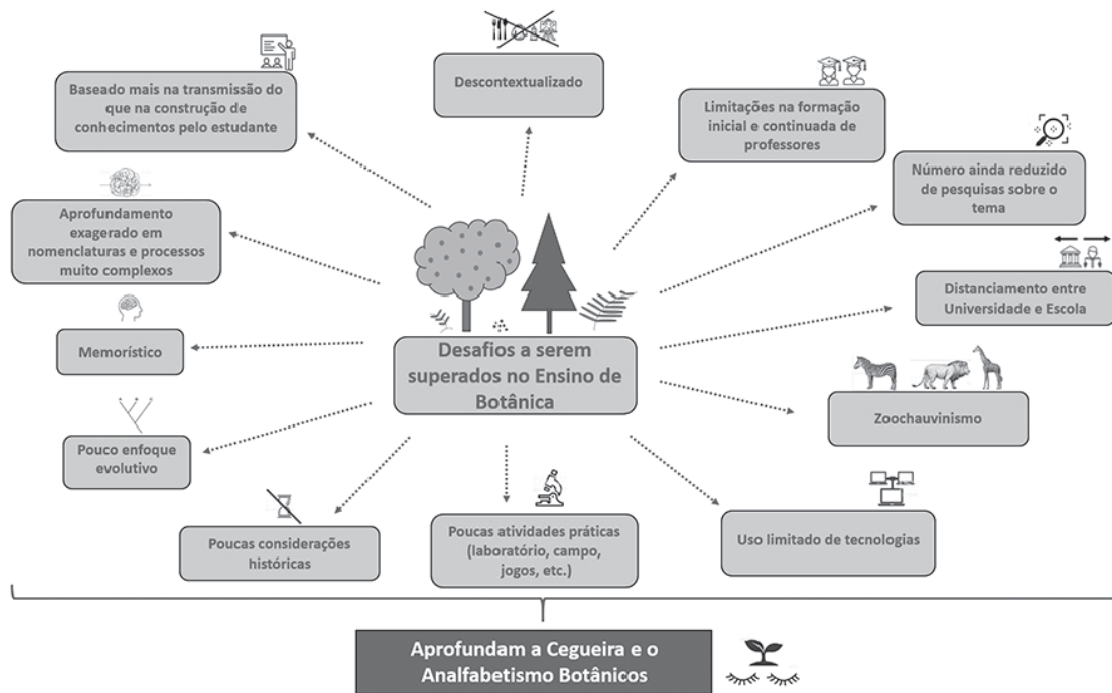 Baseado mais na transmissão do
que na construção de
conhecimentos pelo estudante
Descontextualizado
Limitações na formação
inicial e continuada de
professores
Número ainda reduzido
de pesquisas sobre o
tema
Aprofundamento
exagerado em
nomenclaturas e processos
muito complexos
Distanciamento entre
Universidade e Escola
Memorístico
Desafios a serem
superados no Ensino de
Botânica
Zoochauvinismo
Pouco enfoque
evolutivo
Poucas considerações
históricas
Poucas atividades práticas
(laboratório, campo,
jogos, etc.)
Uso limitado de tecnologias
Aprofundam a Cegueira e o
Analfabetismo Botânicos